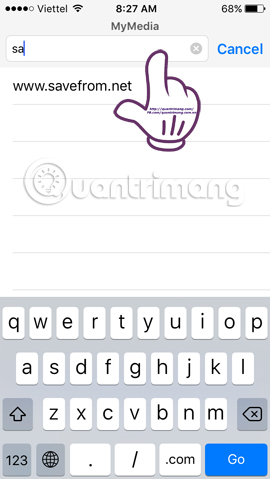 Viettel 8:27 AM 68%
MyMedia
sa Cancel
www.savefrom.net
http://quantrimang.com/
FB.com/quantrimang.com.vn
Quantrimang
q w e r t y u i o p
a s d f g h j k l
z x c v b n m
123 . / .com Go